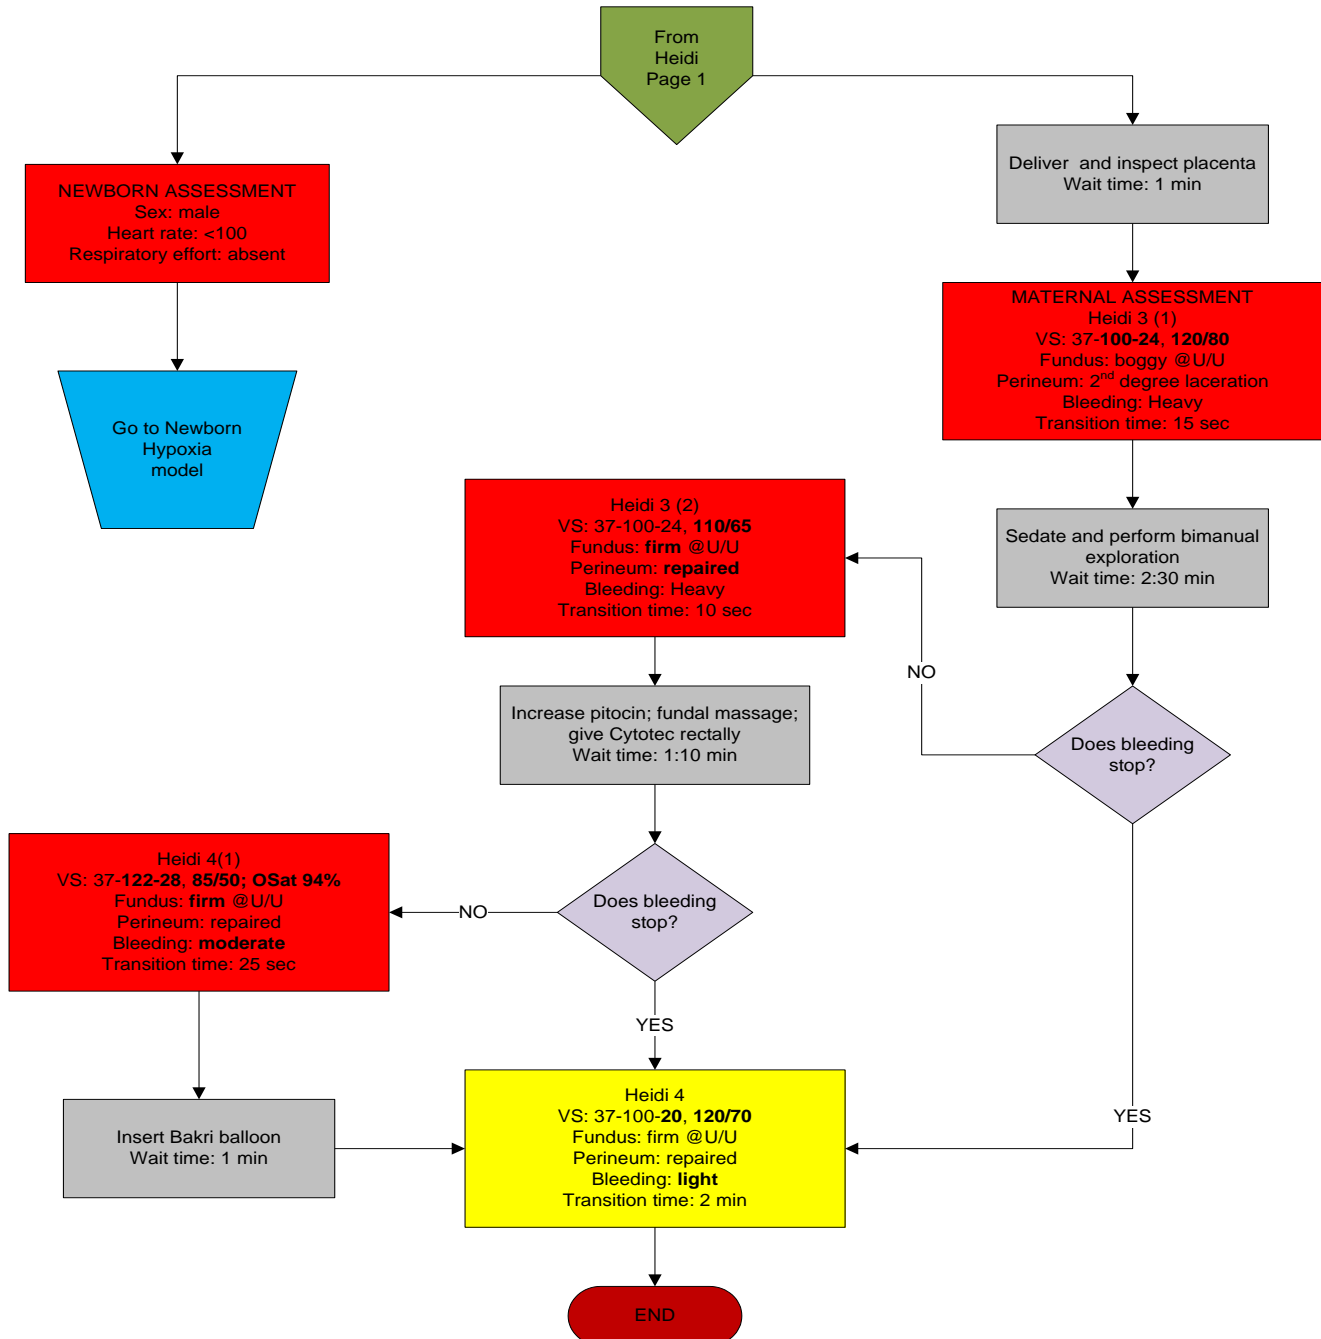 From
Heidi
Page 1
NEWBORN ASSESSMENT
Sex: male
Heart rate: <100
Respiratory effort: absent
Go to Newborn
Hypoxia
model
Deliver  and inspect placenta
Wait time: 1 min
MATERNAL ASSESSMENT
Heidi 3 (1)
VS: 37-100-24, 120/80
Fundus: boggy @U/U
Perineum: 2nd degree laceration
Bleeding: Heavy
Transition time: 15 sec
Sedate and perform bimanual
exploration
Wait time: 2:30 min
Does bleeding
stop?
NO
Heidi 3 (2)
VS: 37-100-24, 110/65
Fundus: firm @U/U
Perineum: repaired
Bleeding: Heavy
Transition time: 10 sec
Increase pitocin; fundal massage;
give Cytotec rectally
Wait time: 1:10 min
Does bleeding
stop?
NO
Heidi 4(1)
VS: 37-122-28, 85/50; OSat 94%
Fundus: firm @U/U
Perineum: repaired
Bleeding: moderate
Transition time: 25 sec
Insert Bakri balloon
Wait time: 1 min
YES
YES
Heidi 4
VS: 37-100-20, 120/70
Fundus: firm @U/U
Perineum: repaired
Bleeding: light
Transition time: 2 min
END